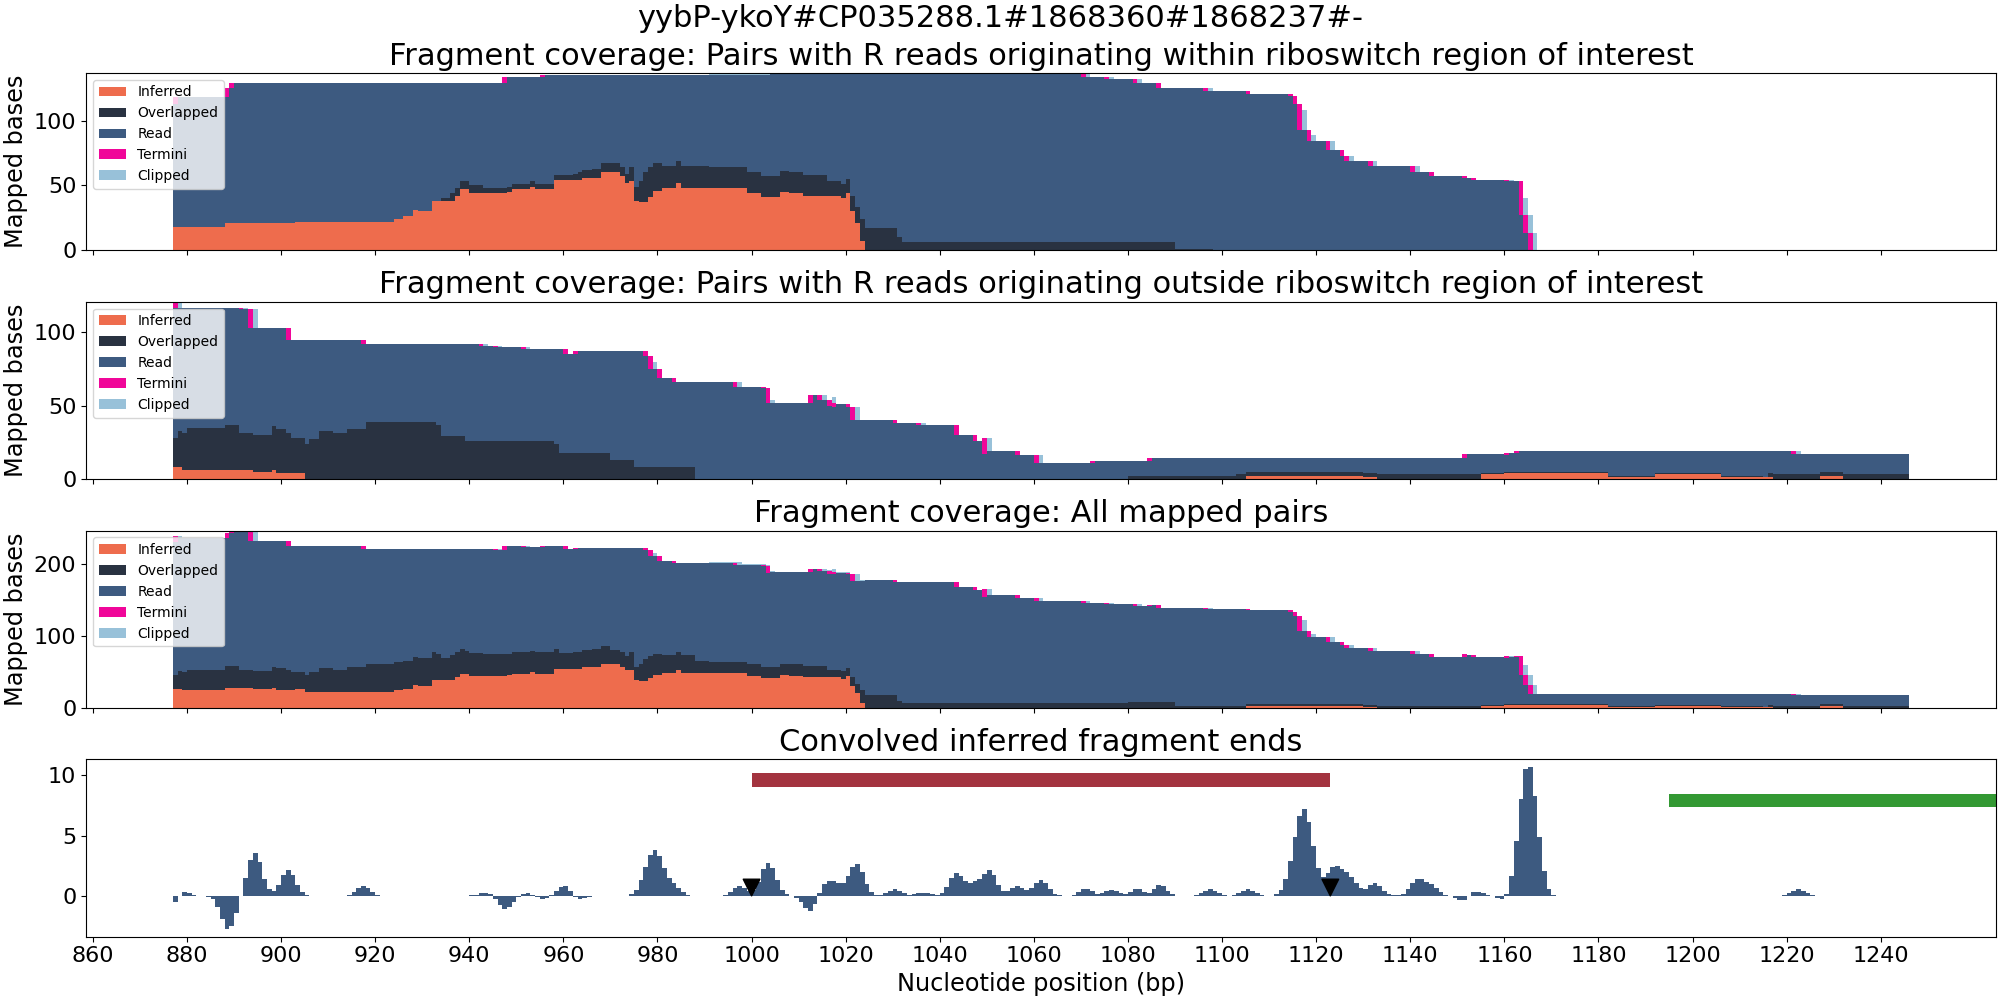 yybP-ykoY#CP035288.1#1868360#1868237#-
Fragment coverage: Pairs with R reads originating within riboswitch region of interest
Mapped bases
100
50
0
Inferred
Overlapped
Read
Termini
Clipped
Fragment coverage: Pairs with R reads originating outside riboswitch region of interest
Mapped bases
100
50
0
Inferred
Overlapped
Read
Termini
Clipped
Fragment coverage: All mapped pairs
Mapped bases
200
100
0
Inferred
Overlapped
Read
Termini
Clipped
Convolved inferred fragment ends
10
5
0
860 880 900 920 940 960 980 1000 1020 1040 1060 1080 1100 1120 1140 1160 1180 1200 1220 1240
Nucleotide position (bp)